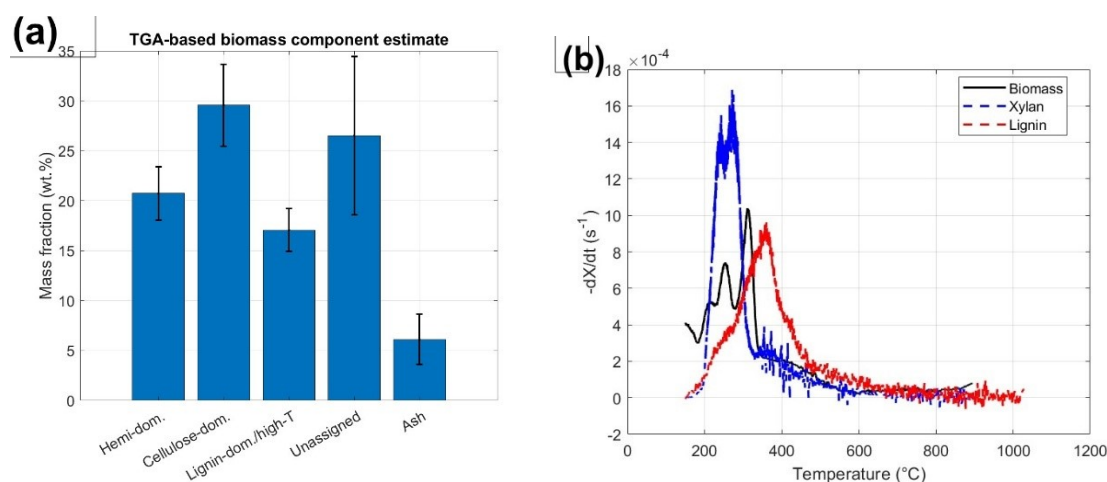 (a)
TGA-based biomass component estimate
Mass fraction (wt.%)
35
30
25
20
15
10
5
0
Hemi-dom.
Cellulose-dom.
Lignin-dom./high-T
Unassigned
Ash
(b)
×10-4
-dX/dt (s-1)
18
16
14
12
10
8
6
4
2
0
-2
Biomass
Xylan
Lignin
0 200 400 600 800 1000 1200
Temperature (°C)